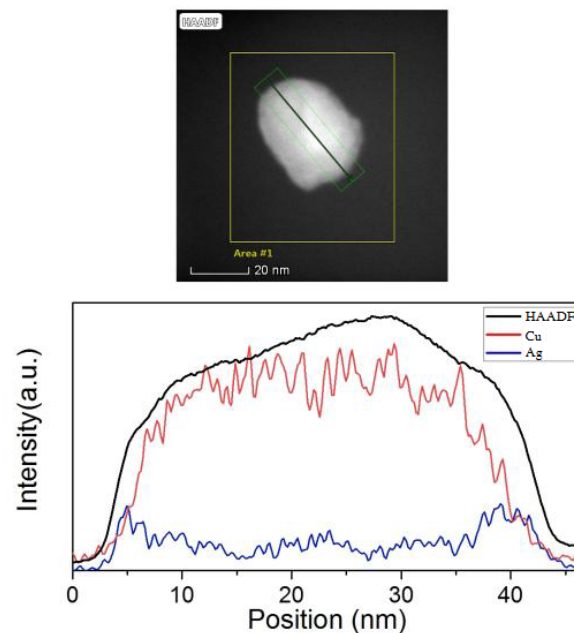 HAADF
Area #1
20 nm
HAADF
Cu
Ag
Intensity(a.u.)
0 10 20 30 40
Position (nm)